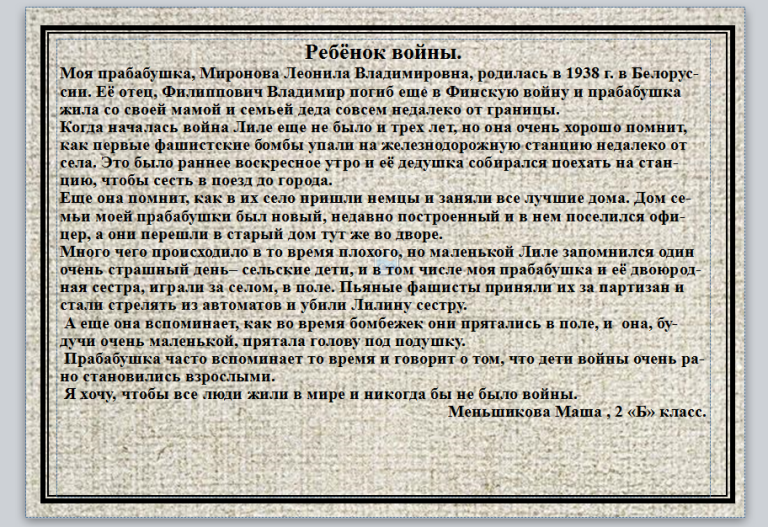 Ребёнок войны.
Моя прабабушка, Миронова Леонила Владимировна, родилась в 1938 г. в Белорус-
сии. Её отец, Филиппович Владимир погиб еще в Финскую войну и прабабушка
жила со своей мамой и семьей деда совсем недалеко от границы.
Когда началась война Лиле еще не было и трех лет, но она очень хорошо помнит,
как первые фашистские бомбы упали на железнодорожную станцию недалеко от
села. Это было раннее воскресное утро и её дедушка собирался поехать на стан-
цию, чтобы сесть в поезд до города.
Еще она помнит, как в их село пришли немцы и заняли все лучшие дома. Дом се-
мьи моей прабабушки был новый, недавно построенный и в нем поселился офи-
цер, а они перешли в старый дом тут же во дворе.
Много чего происходило в то время плохого, но маленькой Лиле запомнился один
очень страшный день– сельские дети, и в том числе моя прабабушка и её двоюрод-
ная сестра, играли за селом, в поле. Пьяные фашисты приняли их за партизан и
стали стрелять из автоматов и убили Лилину сестру.
А еще она вспоминает, как во время бомбежек они прятались в поле, и она, бу-
дучи очень маленькой, прятала голову под подушку.
Прабабушка часто вспоминает то время и говорит о том, что дети войны очень ра-
но становились взрослыми.
Я хочу, чтобы все люди жили в мире и никогда бы не было войны.
Меньшикова Маша , 2 «Б» класс.